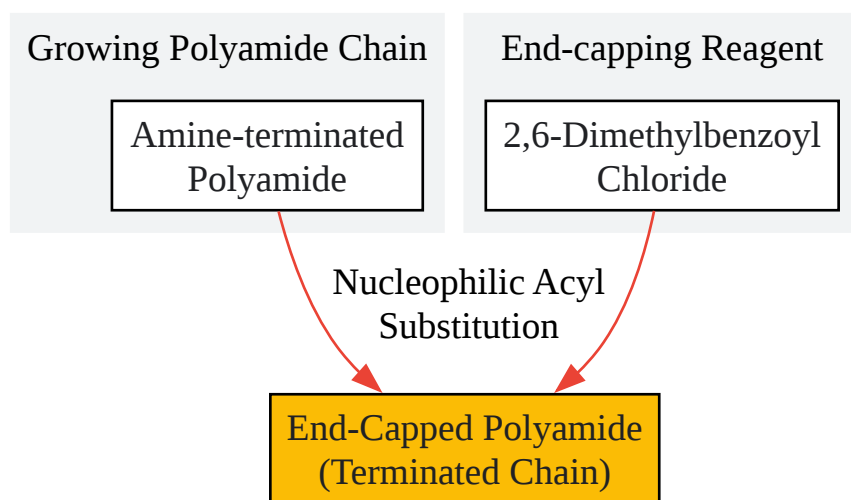 Growing Polyamide Chain
End-capping Reagent
Amine-terminated
Polyamide
2,6-Dimethylbenzoyl
Chloride
Nucleophilic Acyl
Substitution
End-Capped Polyamide
(Terminated Chain)